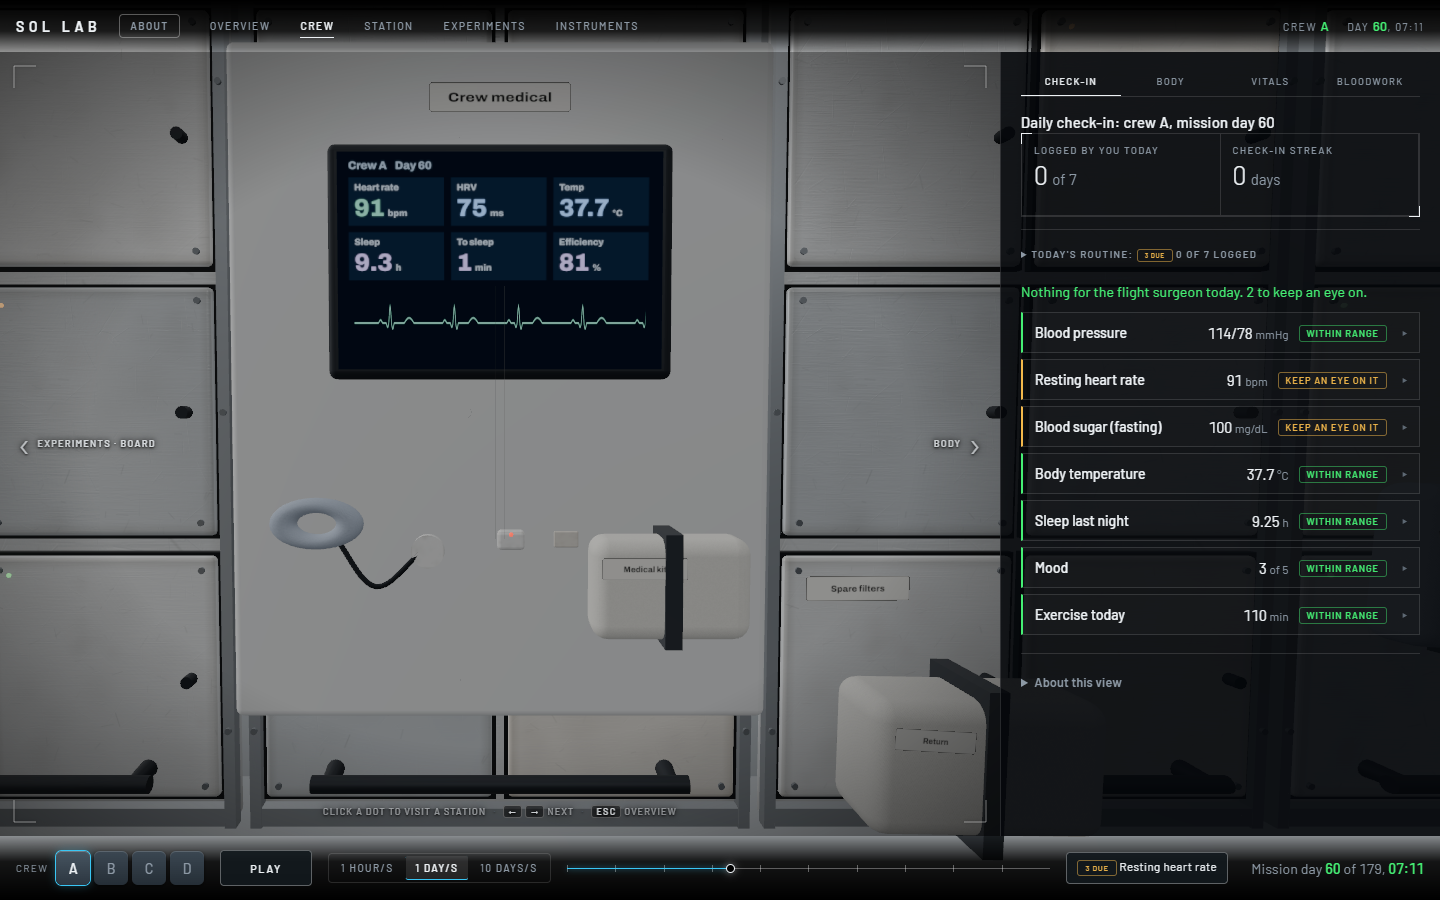 SOL LAB ABOUT OVERVIEW CREW STATION EXPERIMENTS INSTRUMENTS CREW A DAY 60, 07:11
Crew medical
Crew A Day 60
Heart rate HRV Temp
91 bpm 75 ms 37.7 °C
Sleep To sleep Efficiency
9.3 h 1 min 81 %
EXPERIMENTS · BOARD
BODY
Medical kit
Spare filters
Return
CLICK A DOT TO VISIT A STATION ← → NEXT ESC OVERVIEW
CHECK-IN BODY VITALS BLOODWORK
Daily check-in: crew A, mission day 60
LOGGED BY YOU TODAY CHECK-IN STREAK
0 of 7 0 days
TODAY'S ROUTINE: 3 DUE 0 OF 7 LOGGED
Nothing for the flight surgeon today. 2 to keep an eye on.
Blood pressure 114/78 mmHg WITHIN RANGE
Resting heart rate 91 bpm KEEP AN EYE ON IT
Blood sugar (fasting) 100 mg/dL KEEP AN EYE ON IT
Body temperature 37.7 °C WITHIN RANGE
Sleep last night 9.25 h WITHIN RANGE
Mood 3 of 5 WITHIN RANGE
Exercise today 110 min WITHIN RANGE
About this view
CREW A B C D PLAY 1 HOUR/S 1 DAY/S 10 DAYS/S 3 DUE Resting heart rate Mission day 60 of 179, 07:11